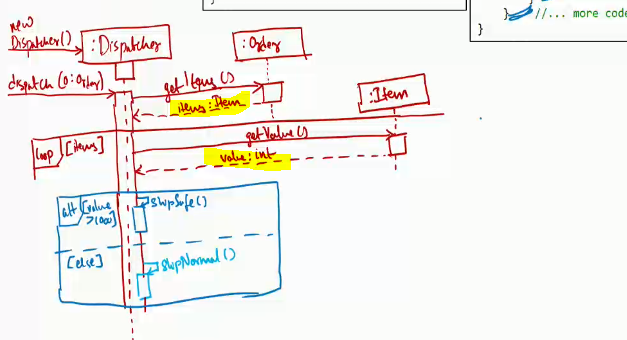 } //... more code
}
new
Dispatcher()
:Dispatcher
:Order
dispatch (o:Order)
getItems()
items:Item
:Item
loop [items]
getValue()
value:int
alt [value
>1000]
shipSafe()
[else]
shipNormal()